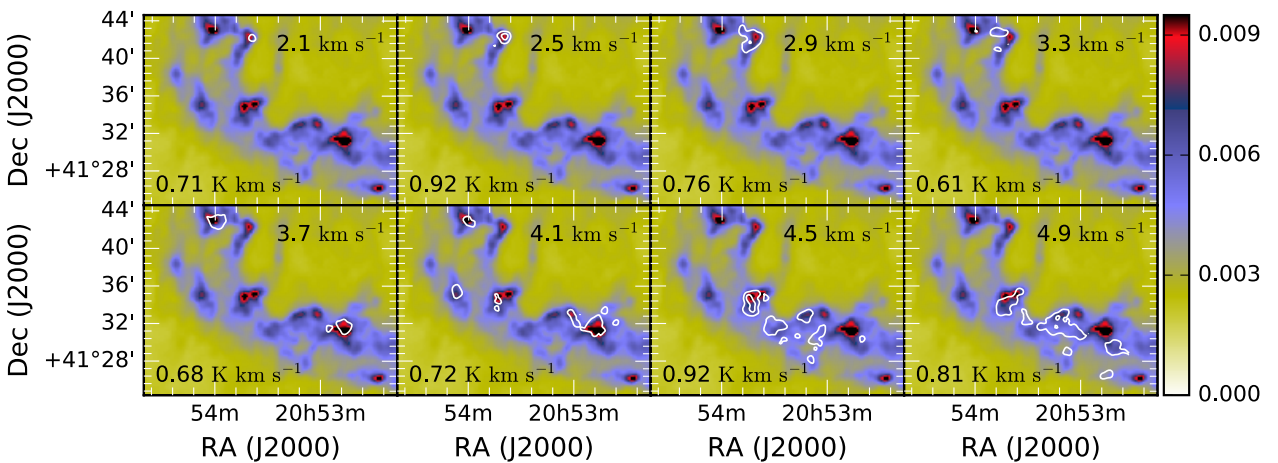 44'
2.1 km s⁻¹
2.5 km s⁻¹
2.9 km s⁻¹
3.3 km s⁻¹
0.009
40'
36'
32'
+41°28'
Dec (J2000)
0.71 K km s⁻¹
0.92 K km s⁻¹
0.76 K km s⁻¹
0.61 K km s⁻¹
0.006
44'
3.7 km s⁻¹
4.1 km s⁻¹
4.5 km s⁻¹
4.9 km s⁻¹
40'
0.003
36'
32'
+41°28'
Dec (J2000)
0.68 K km s⁻¹
0.72 K km s⁻¹
0.92 K km s⁻¹
0.81 K km s⁻¹
0.000
54m 20h53m
54m 20h53m
54m 20h53m
54m 20h53m
RA (J2000)
RA (J2000)
RA (J2000)
RA (J2000)